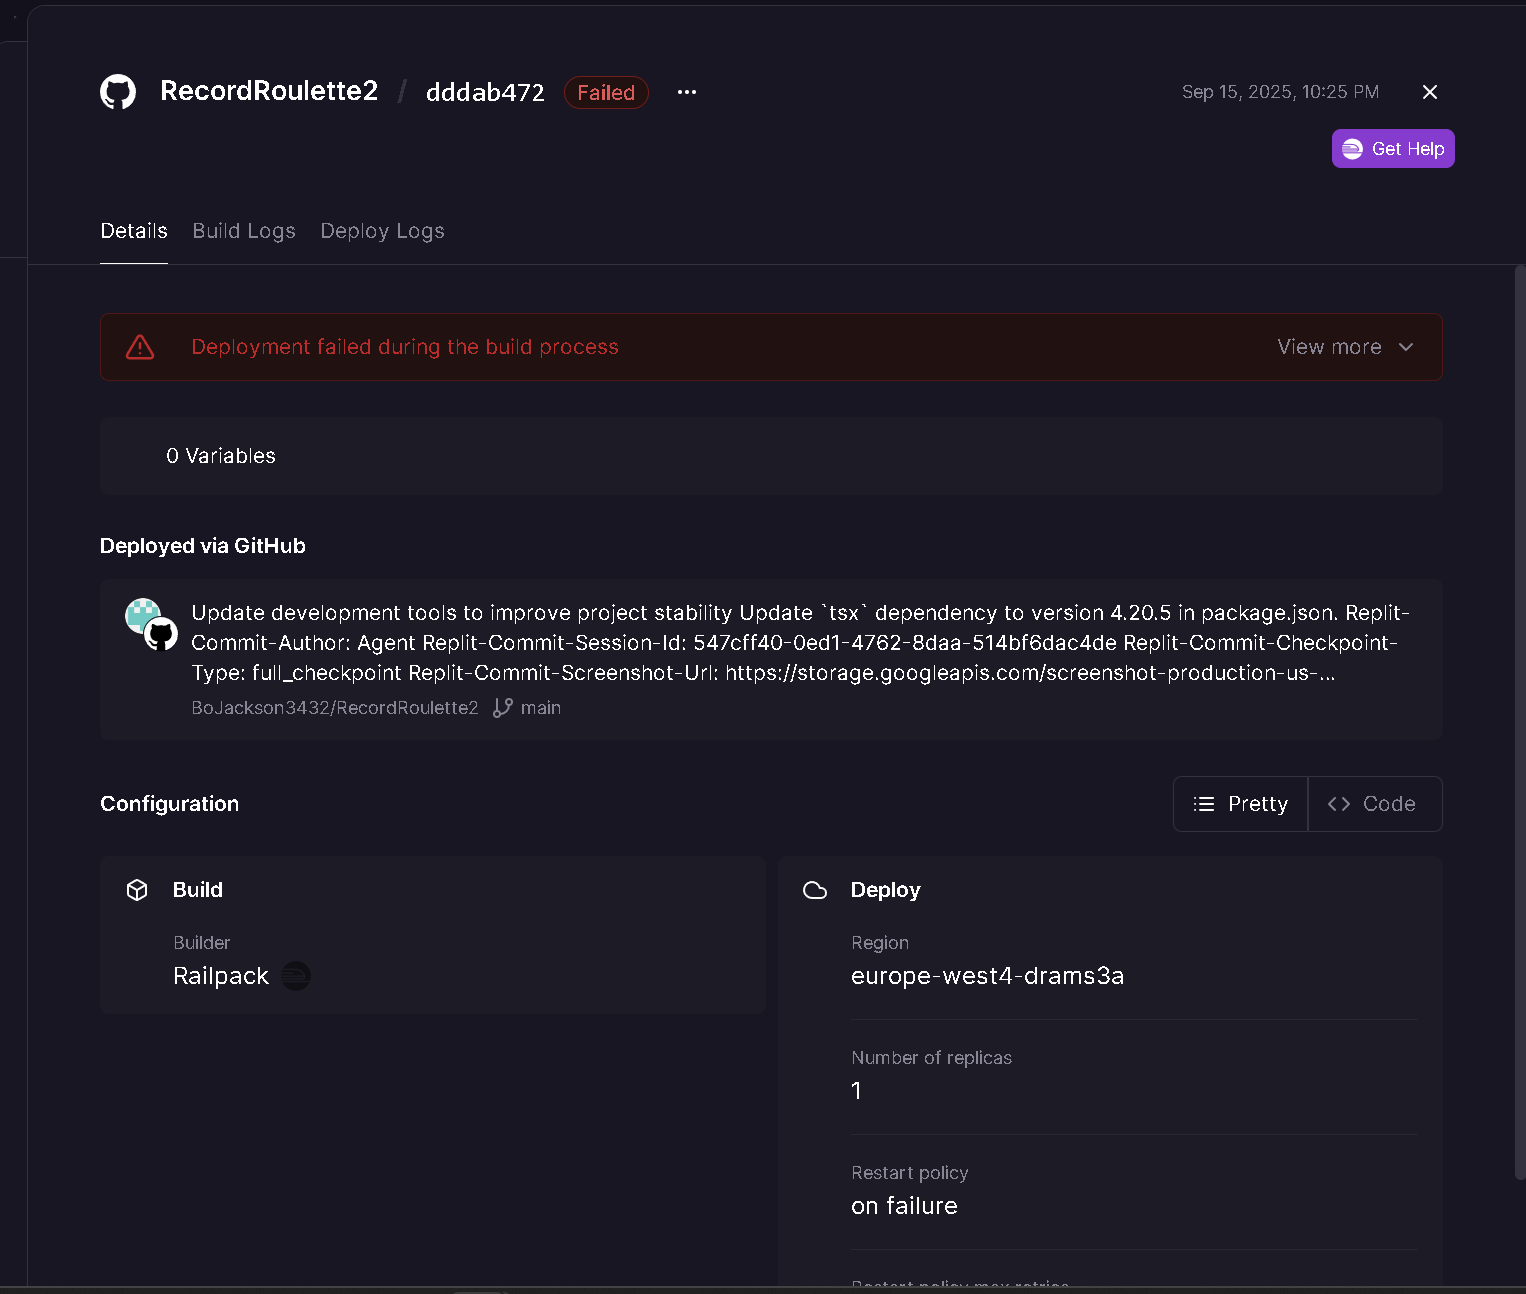 RecordRoulette2 / dddab472 Failed ...
Sep 15, 2025, 10:25 PM
Get Help
Details Build Logs Deploy Logs
Deployment failed during the build process View more
0 Variables
Deployed via GitHub
Update development tools to improve project stability Update `tsx` dependency to version 4.20.5 in package.json. Replit-
Commit-Author: Agent Replit-Commit-Session-Id: 547cff40-0ed1-4762-8daa-514bf6dac4de Replit-Commit-Checkpoint-
Type: full_checkpoint Replit-Commit-Screenshot-Url: https://storage.googleapis.com/screenshot-production-us-...
BoJackson3432/RecordRoulette2 main
Configuration
Pretty <> Code
Build
Builder
Railpack
Deploy
Region
europe-west4-drams3a
Number of replicas
1
Restart policy
on failure
Restart policy max retries